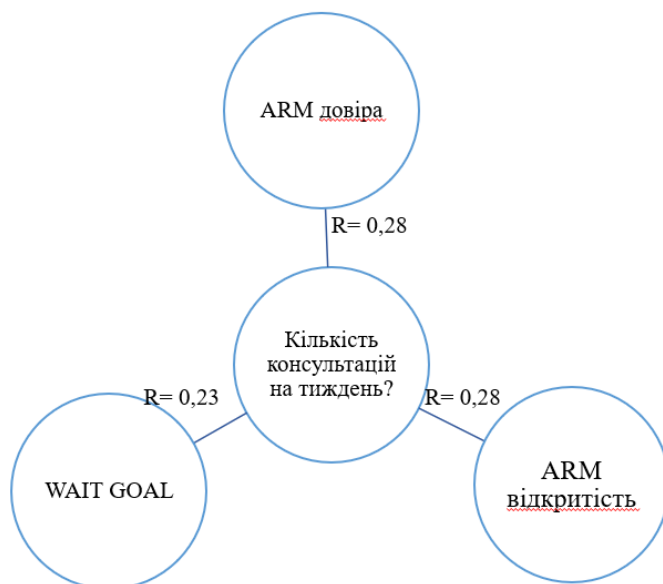 ARM довіра
R= 0,28
Кількість
консультацій
на тиждень?
R= 0,23
R= 0,28
WAIT GOAL
ARM
відкритість